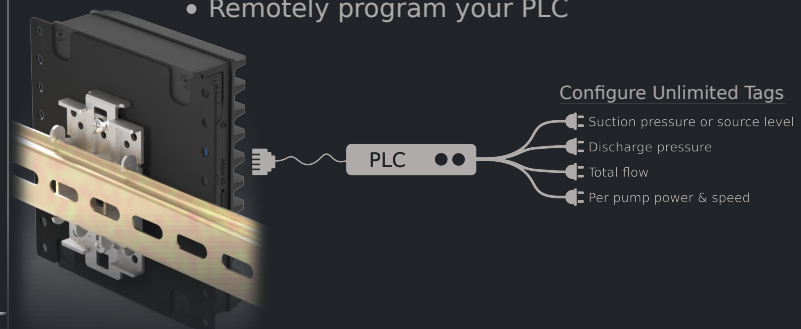 • Remotely program your PLC
Configure Unlimited Tags
PLC
Suction pressure or source level
Discharge pressure
Total flow
Per pump power & speed